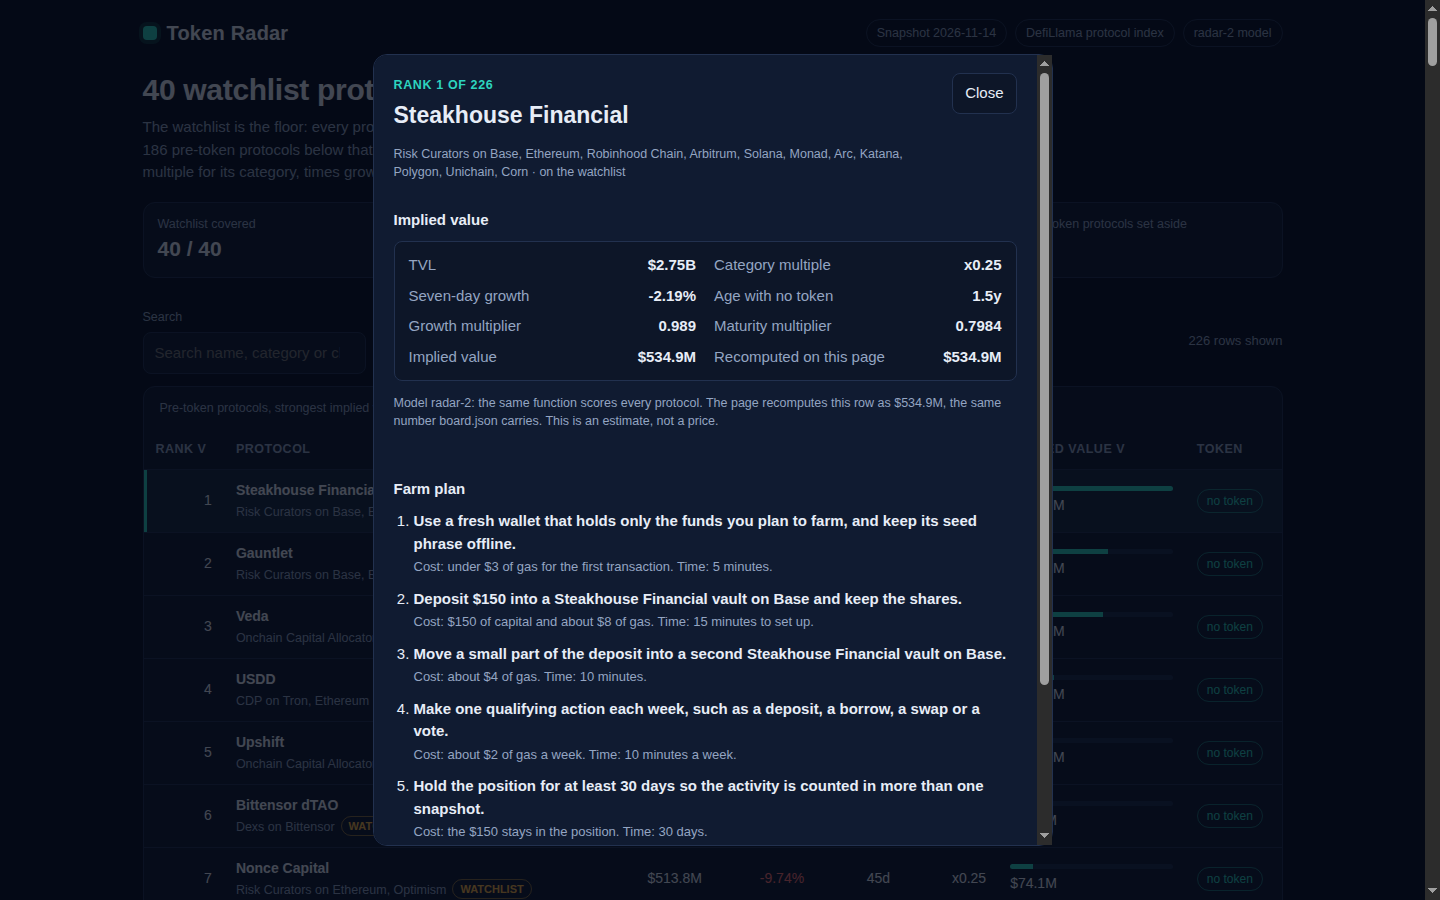 Token Radar
Snapshot 2026-11-14
DefiLlama protocol index
radar-2 model
40 watchlist prot
The watchlist is the floor: every pro
186 pre-token protocols below that
multiple for its category, times grow
Watchlist covered
40 / 40
oken protocols set aside
Search
Search name, category or c
226 rows shown
Pre-token protocols, strongest implied
RANK V
PROTOCOL
ED VALUE V
TOKEN
1
Steakhouse Financia
Risk Curators on Base, E
M
no token
2
Gauntlet
Risk Curators on Base, E
M
no token
3
Veda
Onchain Capital Allocato
M
no token
4
USDD
CDP on Tron, Ethereum
M
no token
5
Upshift
Onchain Capital Allocato
M
no token
6
Bittensor dTAO
Dexs on Bittensor
WAT
M
no token
7
Nonce Capital
Risk Curators on Ethereum, Optimism
WATCHLIST
$513.8M
-9.74%
45d
x0.25
$74.1M
no token
RANK 1 OF 226
Close
Steakhouse Financial
Risk Curators on Base, Ethereum, Robinhood Chain, Arbitrum, Solana, Monad, Arc, Katana,
Polygon, Unichain, Corn · on the watchlist
Implied value
TVL $2.75B Category multiple x0.25
Seven-day growth -2.19% Age with no token 1.5y
Growth multiplier 0.989 Maturity multiplier 0.7984
Implied value $534.9M Recomputed on this page $534.9M
Model radar-2: the same function scores every protocol. The page recomputes this row as $534.9M, the same
number board.json carries. This is an estimate, not a price.
Farm plan
1. Use a fresh wallet that holds only the funds you plan to farm, and keep its seed
phrase offline.
Cost: under $3 of gas for the first transaction. Time: 5 minutes.
2. Deposit $150 into a Steakhouse Financial vault on Base and keep the shares.
Cost: $150 of capital and about $8 of gas. Time: 15 minutes to set up.
3. Move a small part of the deposit into a second Steakhouse Financial vault on Base.
Cost: about $4 of gas. Time: 10 minutes.
4. Make one qualifying action each week, such as a deposit, a borrow, a swap or a
vote.
Cost: about $2 of gas a week. Time: 10 minutes a week.
5. Hold the position for at least 30 days so the activity is counted in more than one
snapshot.
Cost: the $150 stays in the position. Time: 30 days.